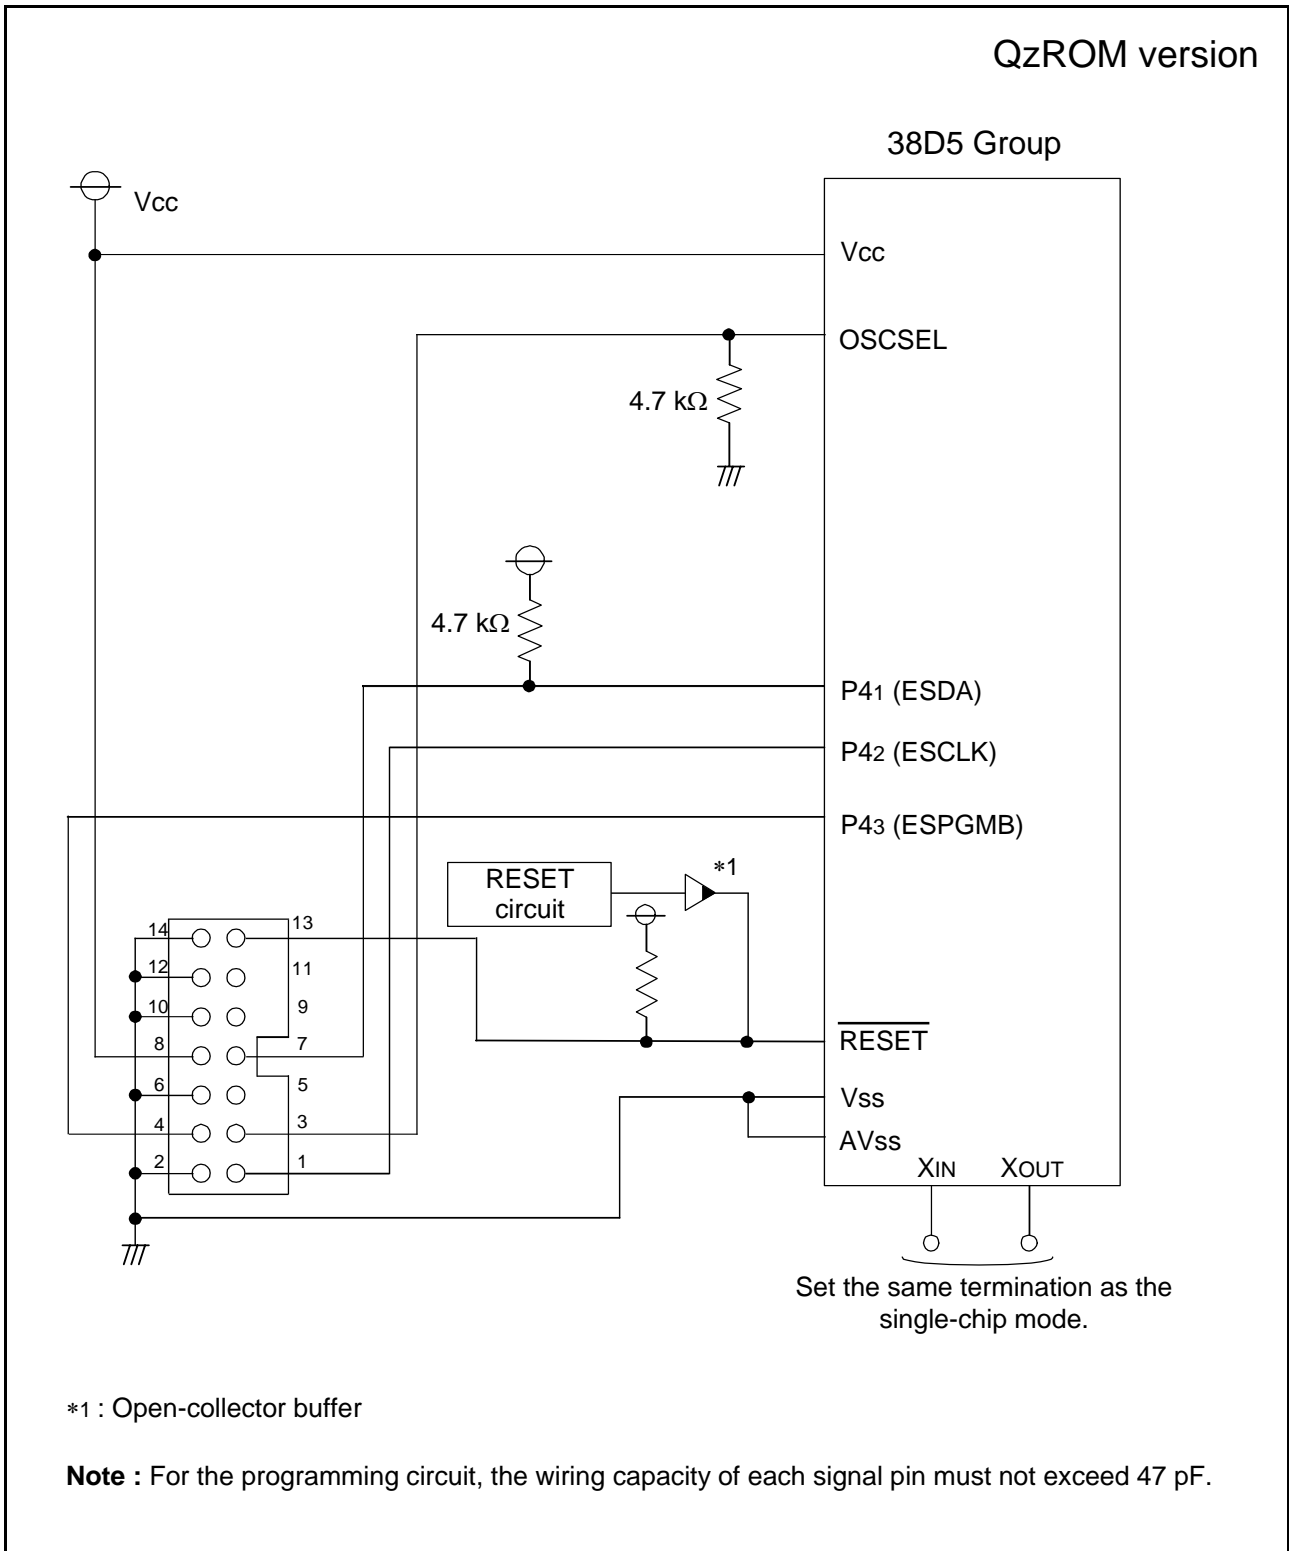 QzROM version
38D5 Group
Vcc
Vcc
OSCSEL
4.7 kΩ
4.7 kΩ
P41 (ESDA)
P42 (ESCLK)
P43 (ESPGMB)
*1
RESET
circuit
14 13
12 11
10 9
8 7
6 5
4 3
2 1
RESET
Vss
AVss
XIN XOUT
Set the same termination as the
single-chip mode.
*1 : Open-collector buffer
Note : For the programming circuit, the wiring capacity of each signal pin must not exceed 47 pF.